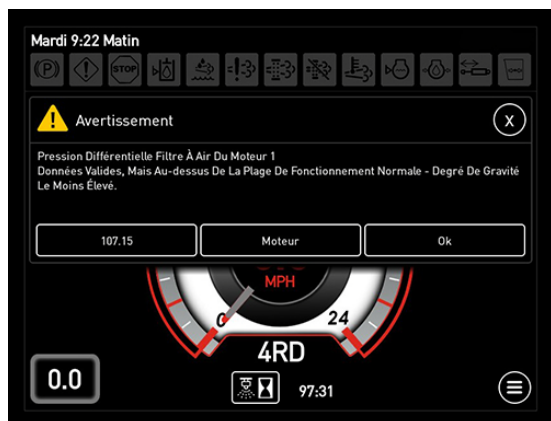 Mardi 9:22 Matin
(P) STOP
Avertissement X
Pression Différentielle Filtre À Air Du Moteur 1
Données Valides, Mais Au-dessus De La Plage De Fonctionnement Normale - Degré De Gravité
Le Moins Élevé.
107.15 Moteur Ok
MPH
0 24
4RD
0.0 97:31